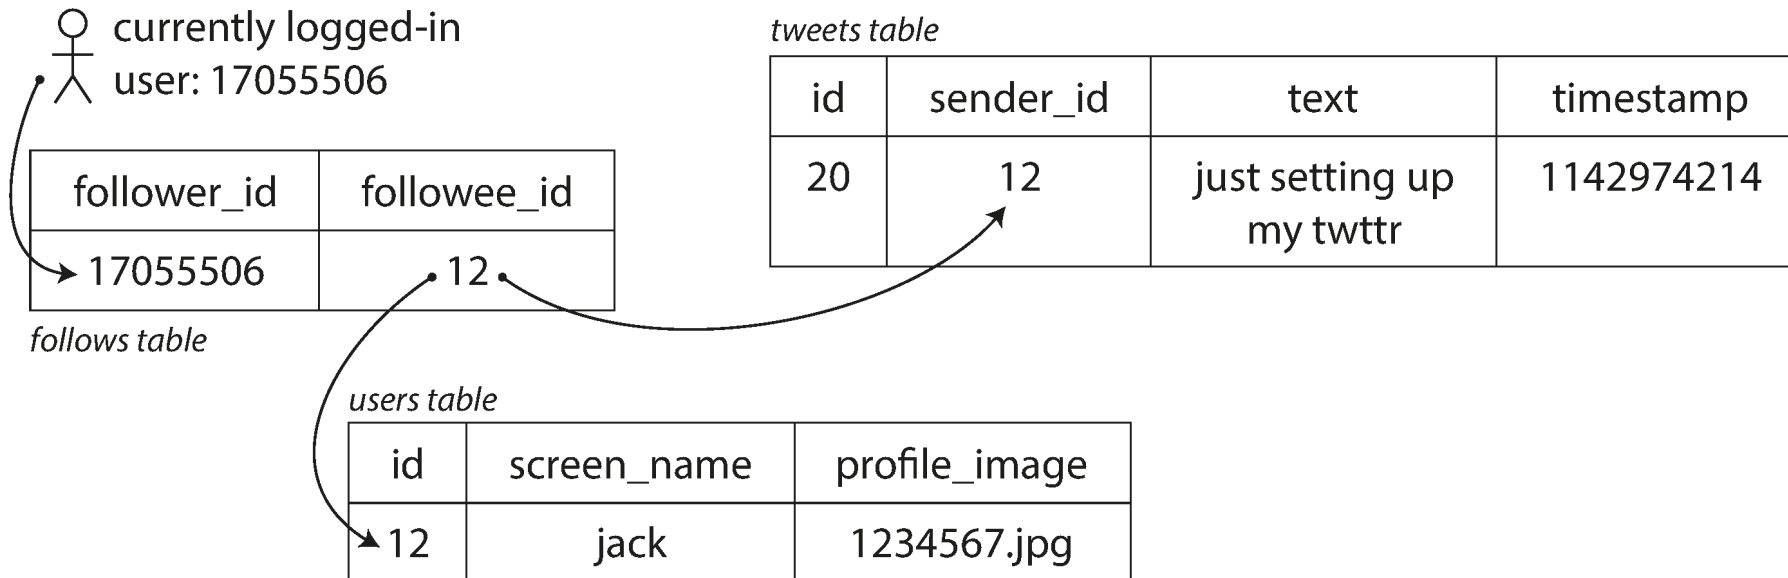 currently logged-in
user: 17055506
follower_id followee_id
17055506 12
follows table
tweets table
id sender_id text timestamp
20 12 just setting up 1142974214
my twttr
users table
id screen_name profile_image
12 jack 1234567.jpg